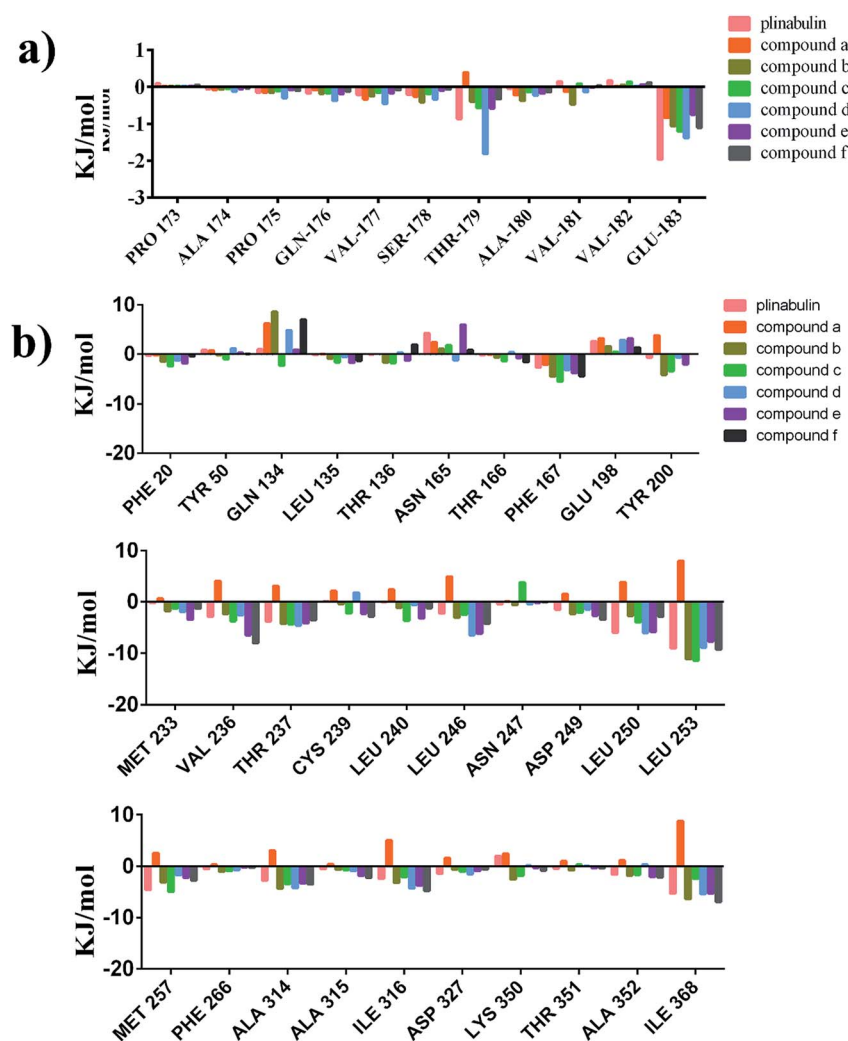 a)
KJ/mol
KJ/mol
1
0
-1
-2
-3
PRO 173
ALA 174
PRO 175
GLN-176
VAL-177
SER-178
THR-179
ALA-180
VAL-181
VAL-182
GLU-183
plinabulin
compound a
compound b
compound c
compound d
compound e
compound f
b)
KJ/mol
10
0
-10
-20
PHE 20
TYR 50
GLN 134
LEU 135
THR 136
ASN 165
THR 166
PHE 167
GLU 198
TYR 200
plinabulin
compound a
compound b
compound c
compound d
compound e
compound f
KJ/mol
10
0
-10
-20
MET 233
VAL 236
THR 237
CYS 239
LEU 240
LEU 246
ASN 247
ASP 249
LEU 250
LEU 253
KJ/mol
10
0
-10
-20
MET 257
PHE 266
ALA 314
ALA 315
ILE 316
ASP 327
LYS 350
THR 351
ALA 352
ILE 368